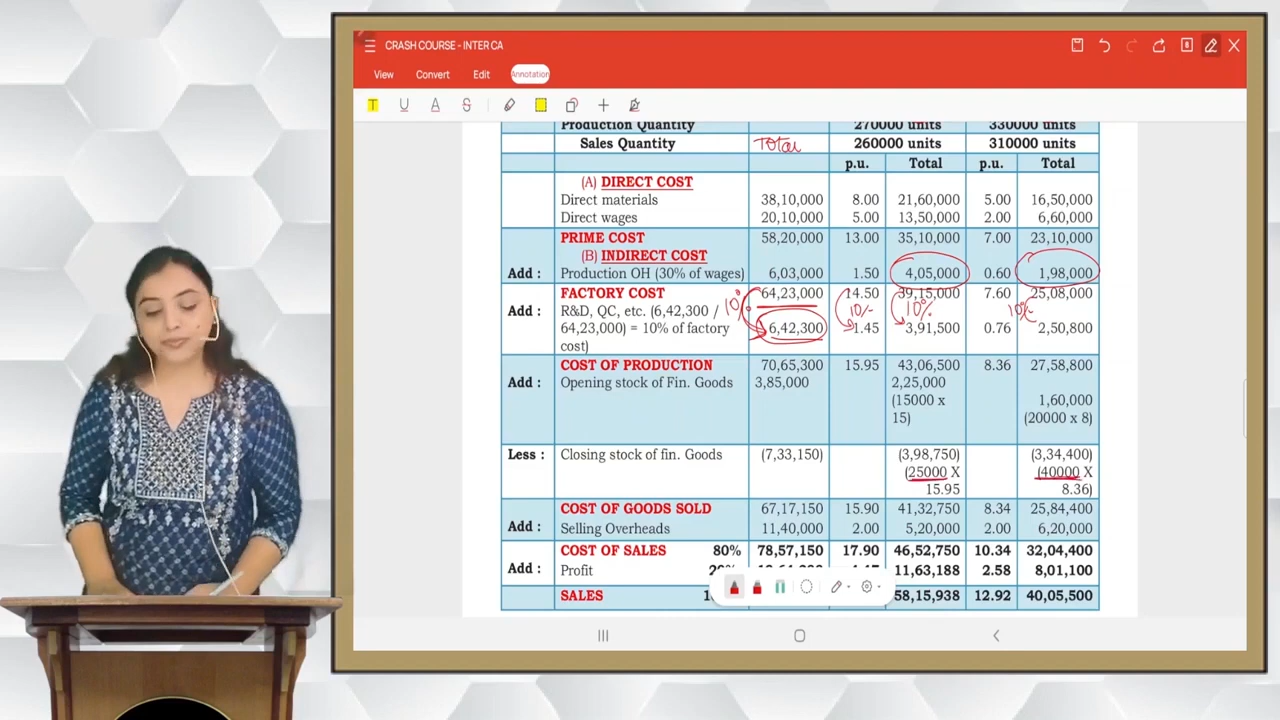 CRASH COURSE - INTER CA
View Convert Edit Annotation
Production Quantity 270000 units 330000 units
Sales Quantity Total 260000 units 310000 units
p.u. Total p.u. Total
(A) DIRECT COST
Direct materials 38,10,000 8.00 21,60,000 5.00 16,50,000
Direct wages 20,10,000 5.00 13,50,000 2.00 6,60,000
PRIME COST 58,20,000 13.00 35,10,000 7.00 23,10,000
(B) INDIRECT COST
Add : Production OH (30% of wages) 6,03,000 1.50 4,05,000 0.60 1,98,000
FACTORY COST 64,23,000 14.50 39,15,000 7.60 25,08,000
Add : R&D, QC, etc. (6,42,300 / 10% 10% 10% 10%
64,23,000) = 10% of factory 6,42,300 1.45 3,91,500 0.76 2,50,800
cost)
COST OF PRODUCTION 70,65,300 15.95 43,06,500 8.36 27,58,800
Add : Opening stock of Fin. Goods 3,85,000 2,25,000
(15000 x 1,60,000
15) (20000 x 8)
Less : Closing stock of fin. Goods (7,33,150) (3,98,750) (3,34,400)
(25000 X (40000 X
15.95 8.36)
COST OF GOODS SOLD 67,17,150 15.90 41,32,750 8.34 25,84,400
Add : Selling Overheads 11,40,000 2.00 5,20,000 2.00 6,20,000
COST OF SALES 80% 78,57,150 17.90 46,52,750 10.34 32,04,400
Add : Profit 11,63,188 2.58 8,01,100
SALES 58,15,938 12.92 40,05,500